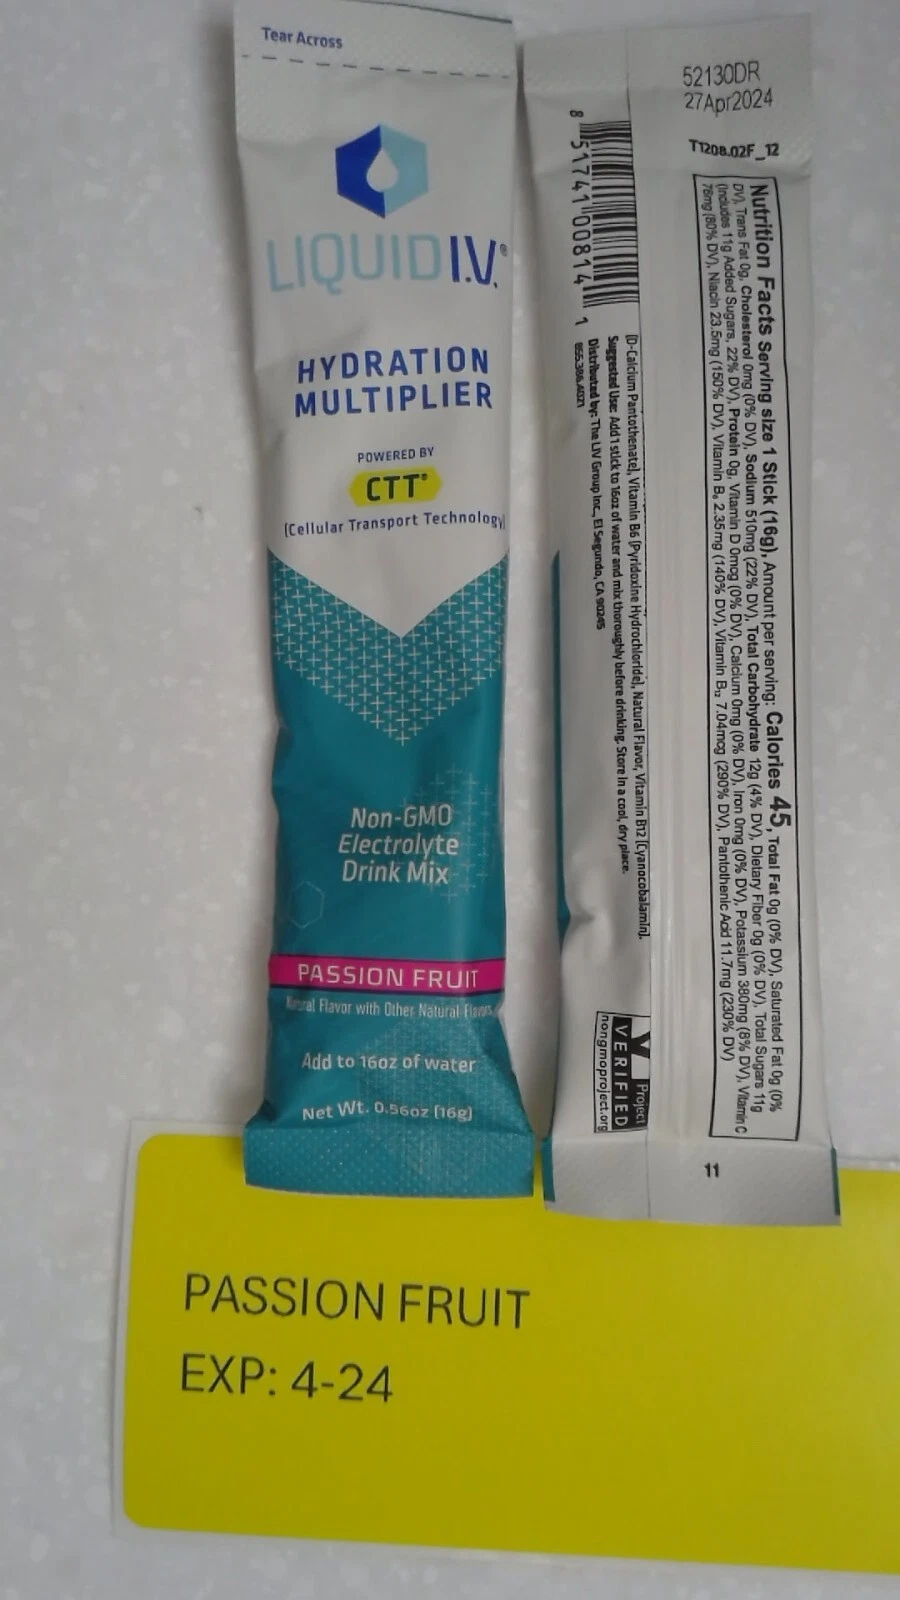 Tear Across
LIQUID I.V.®
HYDRATION
MULTIPLIER
POWERED BY
CTT®
[Cellular Transport Technology]
Non-GMO
Electrolyte
Drink Mix
PASSION FRUIT
Natural Flavor with Other Natural Flavors
Add to 16oz of water
Net Wt. 0.56oz [16g]
52130DR
27Apr2024
T1208.02F_12
Nutrition Facts Serving size 1 Stick (16g), Amount per serving: Calories 45, Total Fat 0g (0% DV), Saturated Fat 0g (0%
DV), Trans Fat 0g, Cholesterol 0mg (0% DV), Sodium 510mg (22% DV), Total Carbohydrate 12g (4% DV), Dietary Fiber 0g (0% DV), Total Sugars 11g
(Includes 11g Added Sugars, 22% DV), Protein 0g, Vitamin D 0mcg (0% DV), Calcium 0mg (0% DV), Iron 0mg (0% DV), Potassium 380mg (8% DV), Vitamin C
76mg (80% DV), Niacin 23.5mg (150% DV), Vitamin B₆ 2.35mg (140% DV), Vitamin B₁₂ 7.04mcg (290% DV), Pantothenic Acid 11.7mg (230% DV)
[D-Calcium Pantothenate], Vitamin B6 [Pyridoxine Hydrochloride], Natural Flavor, Vitamin B12 [Cyanocobalamin].
Suggested Use: Add 1 stick to 16oz of water and mix thoroughly before drinking. Store in a cool, dry place.
Distributed by: The LIV Group Inc., El Segundo, CA 90245
855.386.4021
8 51741 00814 1
Project
VERIFIED
nongmoproject.org
11
PASSION FRUIT
EXP: 4-24